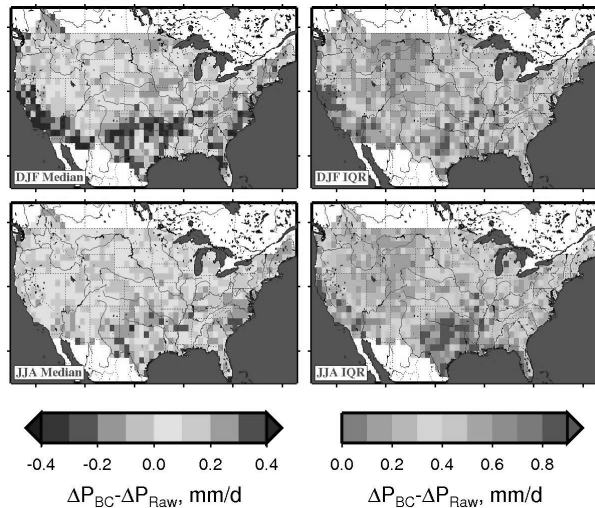 DJF Median
DJF IQR
JJA Median
JJA IQR
-0.4 -0.2 0.0 0.2 0.4
0.0 0.2 0.4 0.6 0.8
ΔP_BC-ΔP_Raw, mm/d
ΔP_BC-ΔP_Raw, mm/d